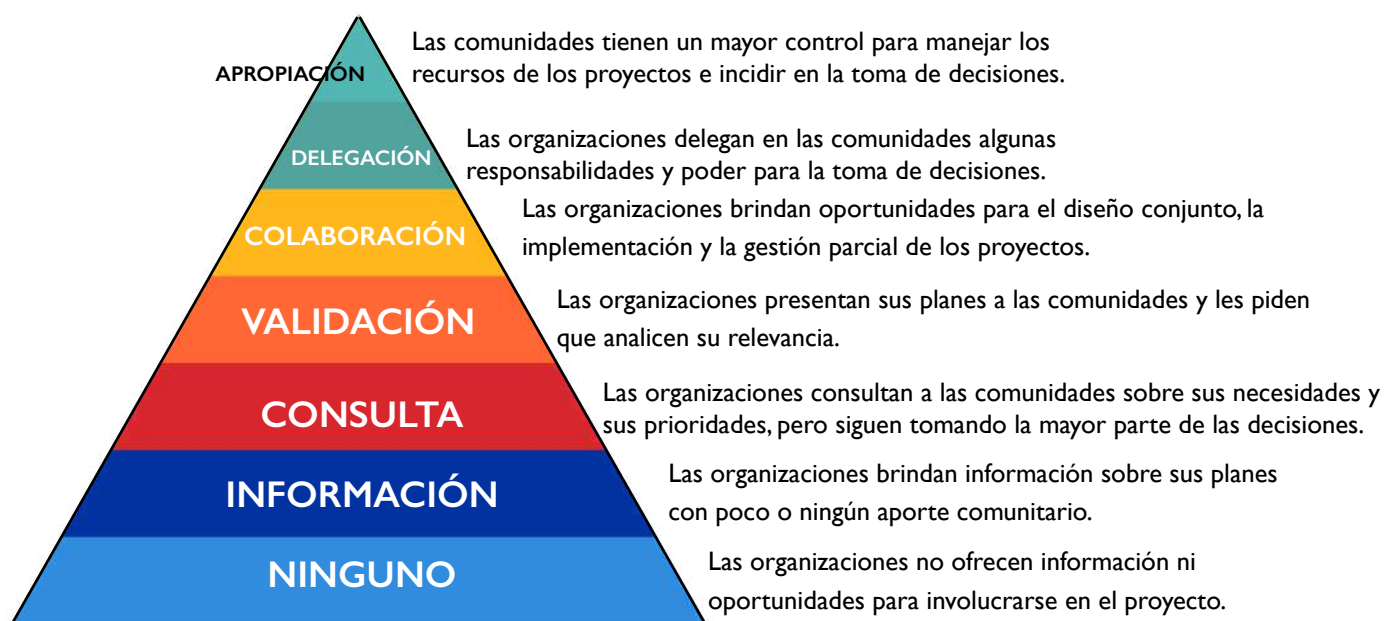 Las comunidades tienen un mayor control para manejar los
APROPIACIÓN
recursos de los proyectos e incidir en la toma de decisiones.
Las organizaciones delegan en las comunidades algunas
DELEGACIÓN
responsabilidades y poder para la toma de decisiones.
Las organizaciones brindan oportunidades para el diseño conjunto, la
COLABORACIÓN
implementación y la gestión parcial de los proyectos.
Las organizaciones presentan sus planes a las comunidades y les piden
VALIDACIÓN
que analicen su relevancia.
Las organizaciones consultan a las comunidades sobre sus necesidades y
CONSULTA
sus prioridades, pero siguen tomando la mayor parte de las decisiones.
Las organizaciones brindan información sobre sus planes
INFORMACIÓN
con poco o ningún aporte comunitario.
Las organizaciones no ofrecen información ni
NINGUNO
oportunidades para involucrarse en el proyecto.